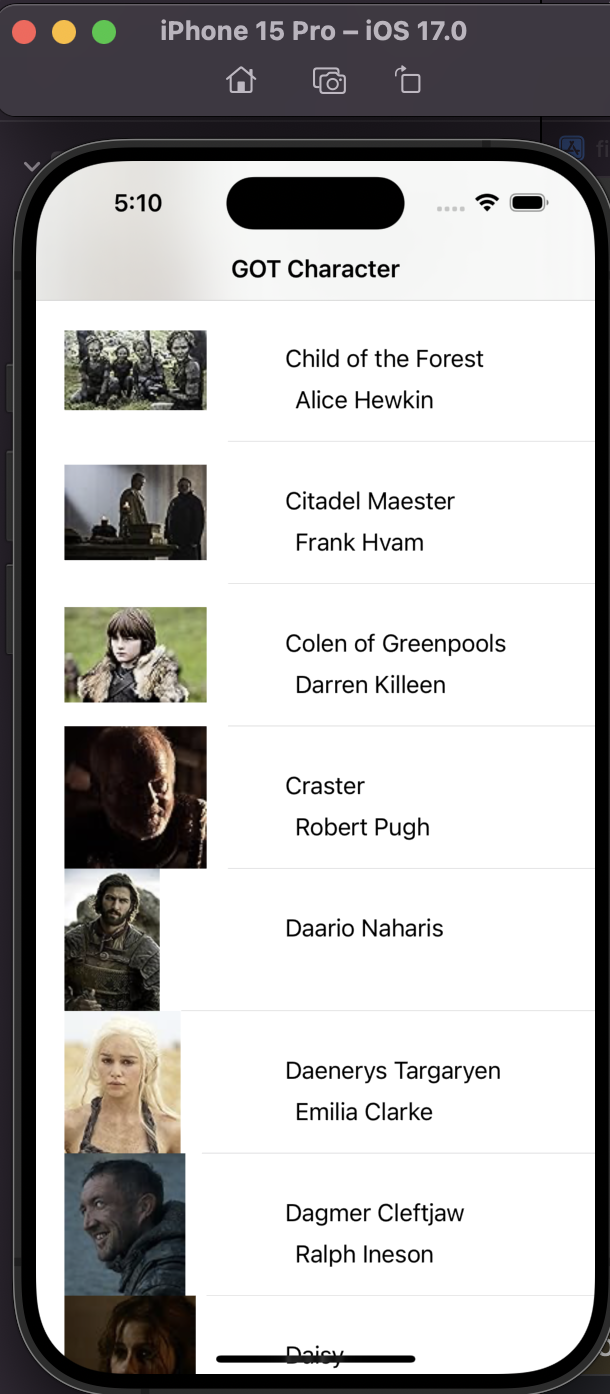 iPhone 15 Pro – iOS 17.0
5:10
GOT Character
Child of the Forest
Alice Hewkin
Citadel Maester
Frank Hvam
Colen of Greenpools
Darren Killeen
Craster
Robert Pugh
Daario Naharis
Daenerys Targaryen
Emilia Clarke
Dagmer Cleftjaw
Ralph Ineson
Daisy